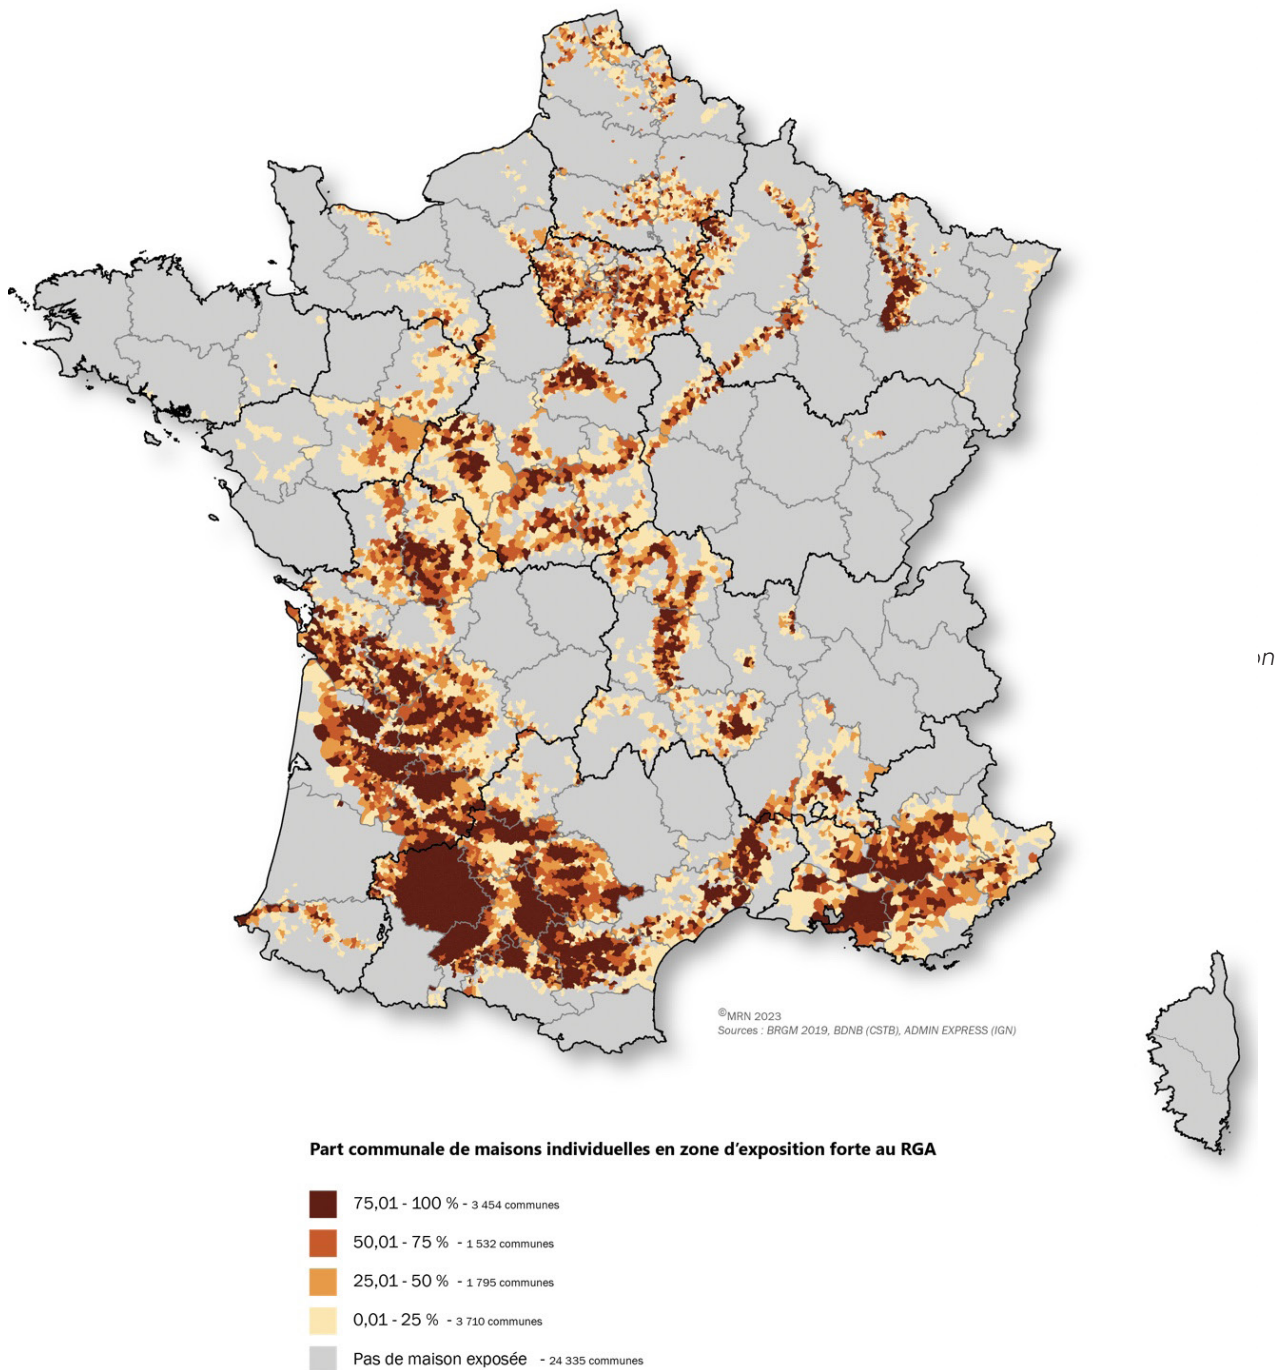 ©MRN 2023
Sources : BRGM 2019, BDNB (CSTB), ADMIN EXPRESS (IGN)
Part communale de maisons individuelles en zone d'exposition forte au RGA
75,01 - 100 % - 3 454 communes
50,01 - 75 % - 1 532 communes
25,01 - 50 % - 1 795 communes
0,01 - 25 % - 3 710 communes
Pas de maison exposée - 24 335 communes